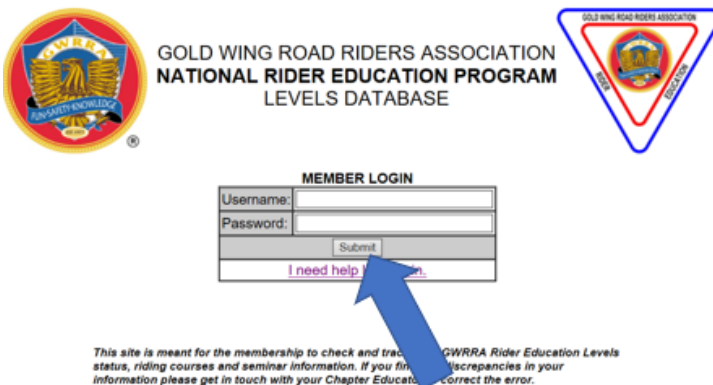 GWRRA
FUN-SAFETY-KNOWLEDGE
®
GOLD WING ROAD RIDERS ASSOCIATION
NATIONAL RIDER EDUCATION PROGRAM
LEVELS DATABASE
GOLD WING ROAD RIDERS ASSOCIATION
RIDER
EDUCATION
MEMBER LOGIN
Username:
Password:
Submit
I need help
This site is meant for the membership to check and GWRRA Rider Education Levels
status, riding courses and seminar information. If you discrepancies in your
information please get in touch with your Chapter correct the error.